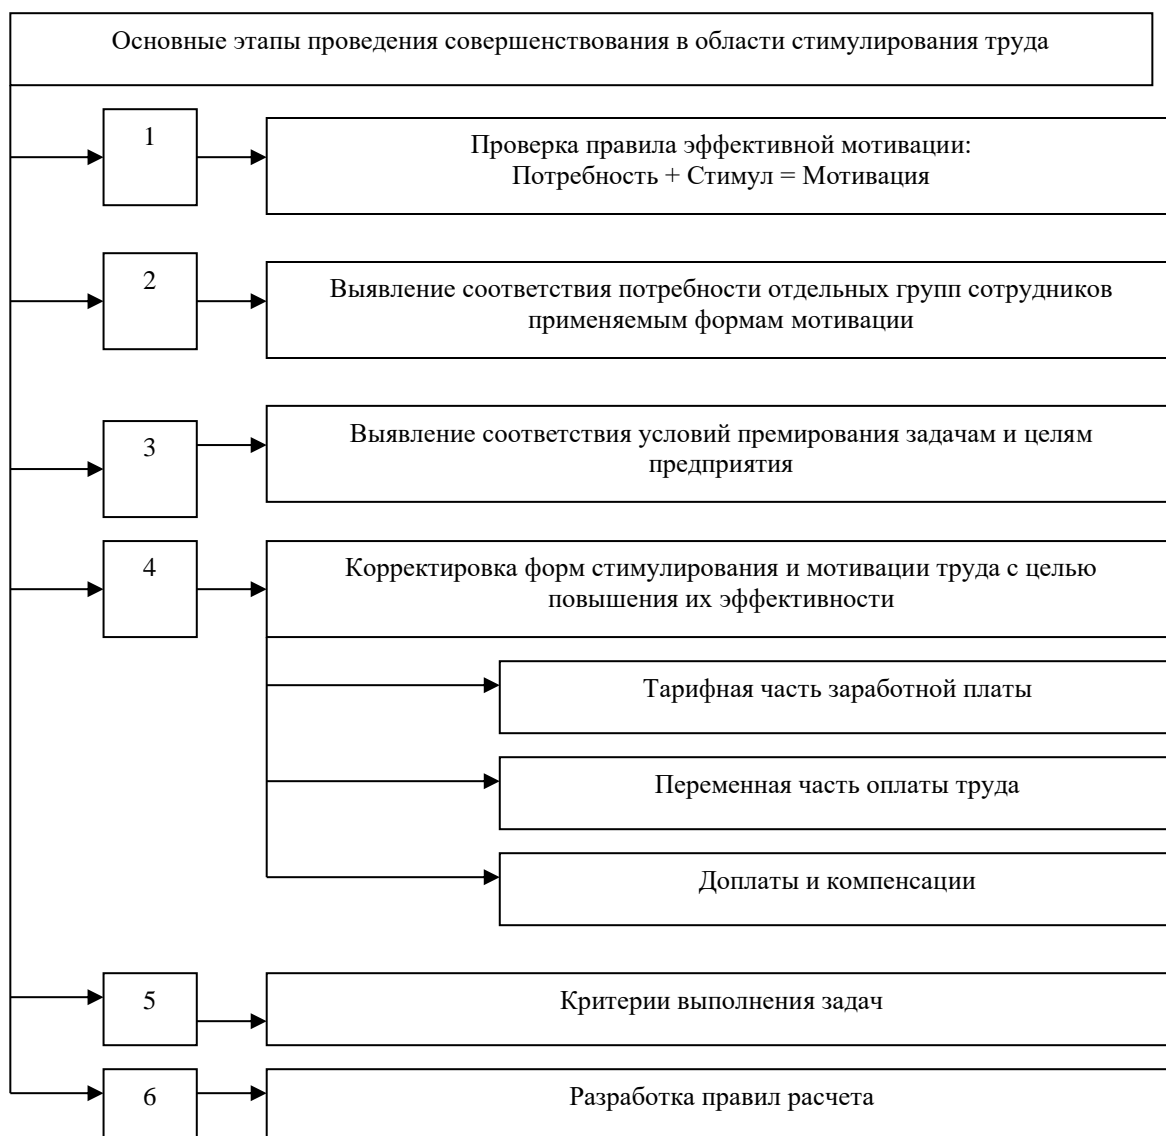 Основные этапы проведения совершенствования в области стимулирования труда
1
Проверка правила эффективной мотивации:
Потребность + Стимул = Мотивация
2
Выявление соответствия потребности отдельных групп сотрудников
применяемым формам мотивации
3
Выявление соответствия условий премирования задачам и целям
предприятия
4
Корректировка форм стимулирования и мотивации труда с целью
повышения их эффективности
Тарифная часть заработной платы
Переменная часть оплаты труда
Доплаты и компенсации
5
Критерии выполнения задач
6
Разработка правил расчета